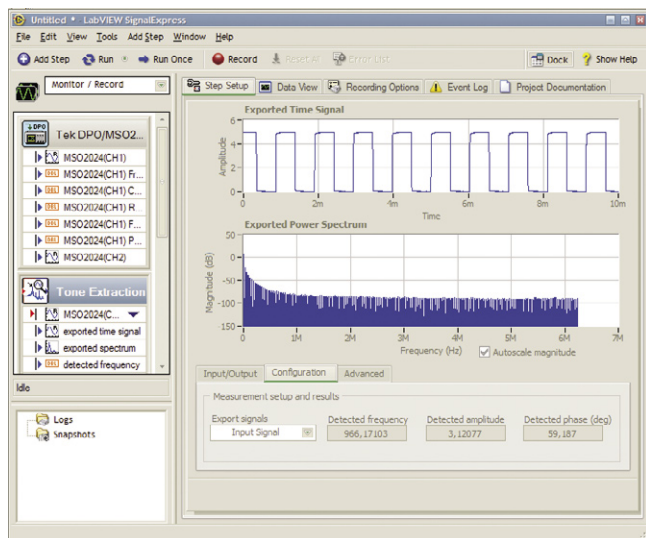 Untitled * - LabVIEW SignalExpress
File Edit View Tools Add Step Window Help
Add Step Run Run Once Record Reset All Error List Dock Show Help
Monitor / Record
Step Setup Data View Recording Options Event Log Project Documentation
Tek DPO/MSO2...
MSO2024(CH1)
MSO2024(CH1) Fr...
MSO2024(CH1) C...
MSO2024(CH1) R...
MSO2024(CH1) F...
MSO2024(CH1) P...
MSO2024(CH2)
Tone Extraction
MSO2024(C...
exported time signal
exported spectrum
detected frequency
Idle
Logs
Snapshots
Exported Time Signal
Amplitude
6
4
2
0
0 2m 4m 6m 8m 10m
Time
Exported Power Spectrum
Magnitude (dB)
50
0
-50
-100
-150
0 1M 2M 3M 4M 5M 6M 7M
Frequency (Hz) Autoscale magnitude
Input/Output Configuration Advanced
Measurement setup and results
Export signals Detected frequency Detected amplitude Detected phase (deg)
Input Signal 966,17103 3,12077 59,187